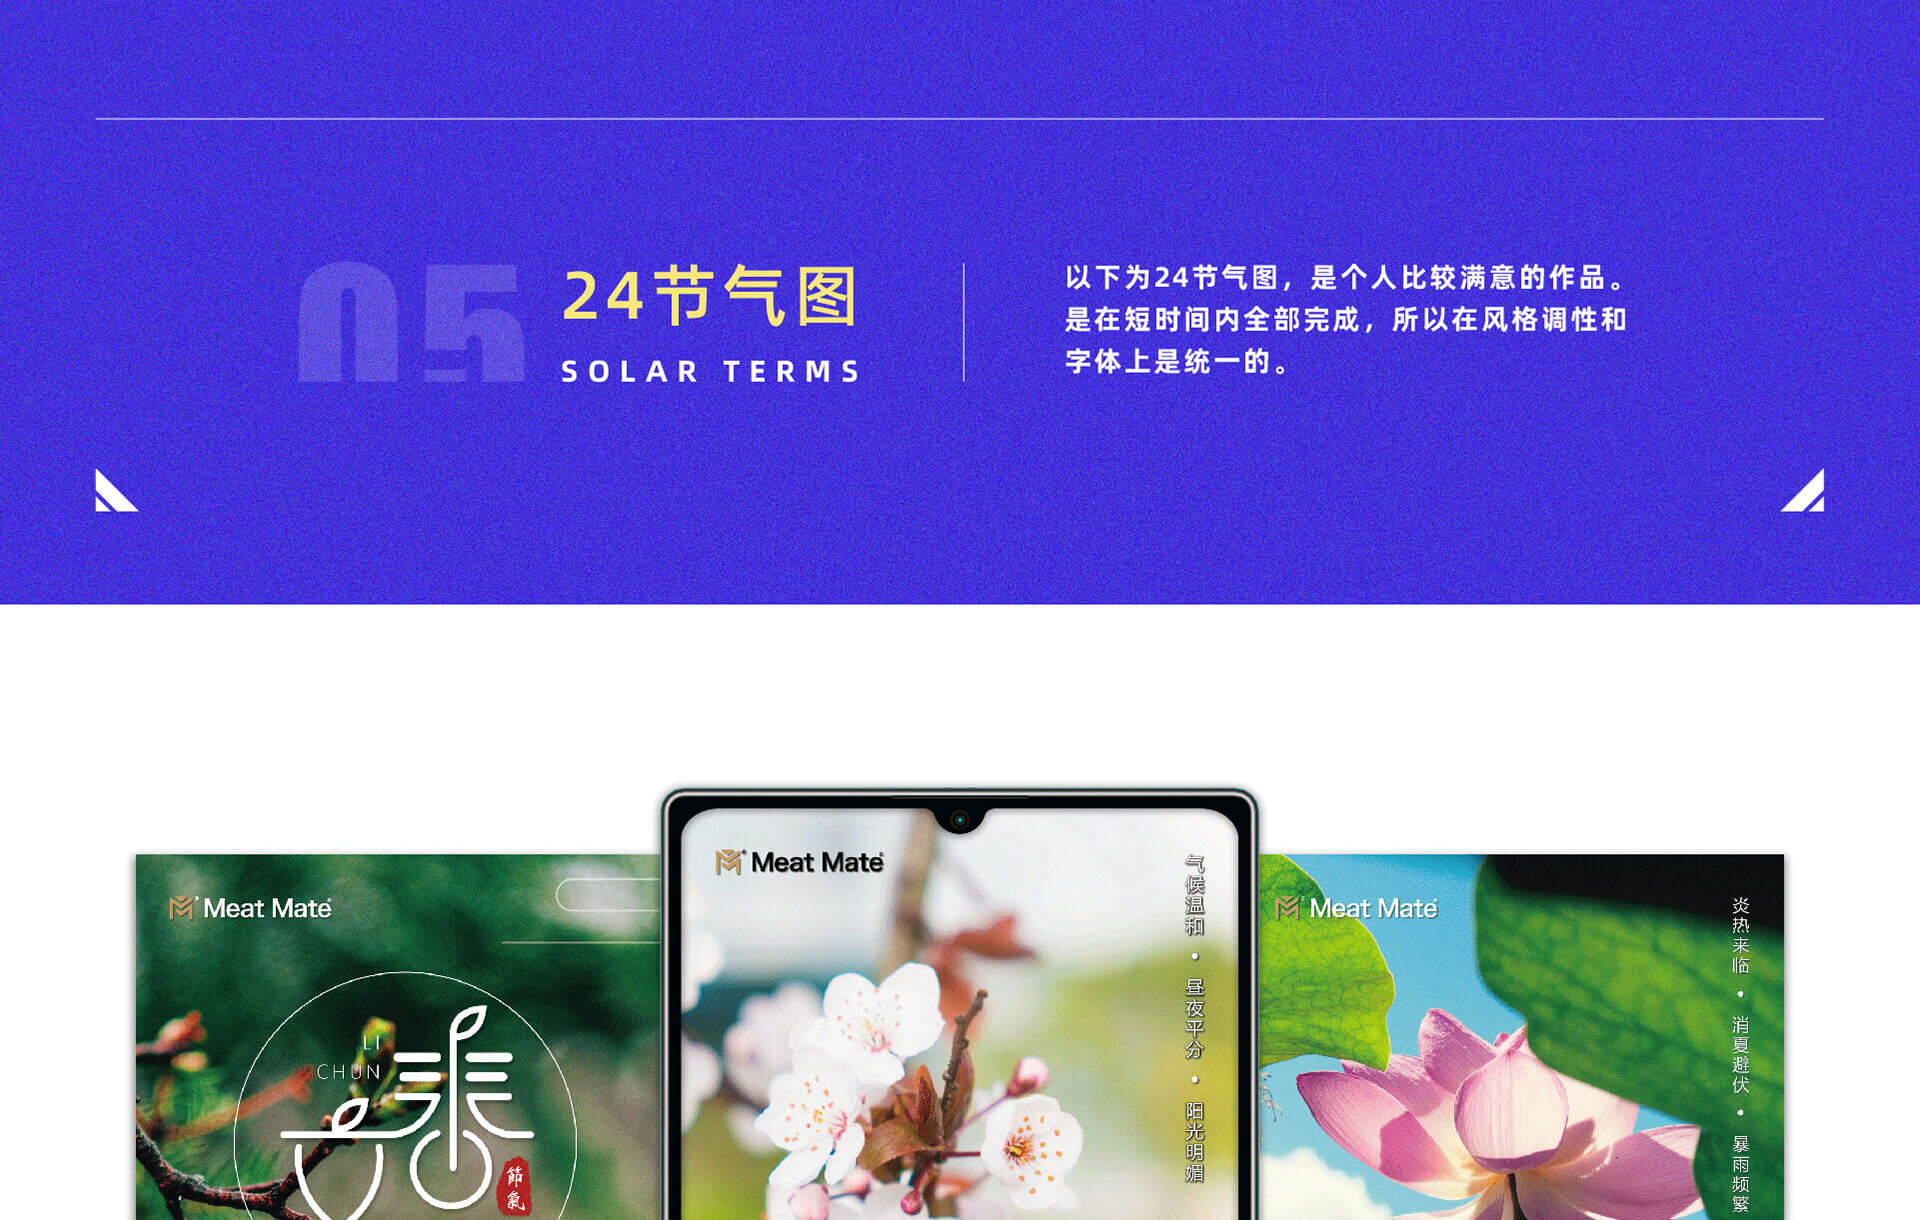 05
24节气图
SOLAR TERMS
以下为24节气图，是个人比较满意的作品。
是在短时间内全部完成，所以在风格调性和
字体上是统一的。
Meat Mate
LI
CHUN
立春
節氣
Meat Mate
气候温和 • 昼夜平分 • 阳光明媚
Meat Mate
炎热来临 • 消夏避伏 • 暴雨频繁